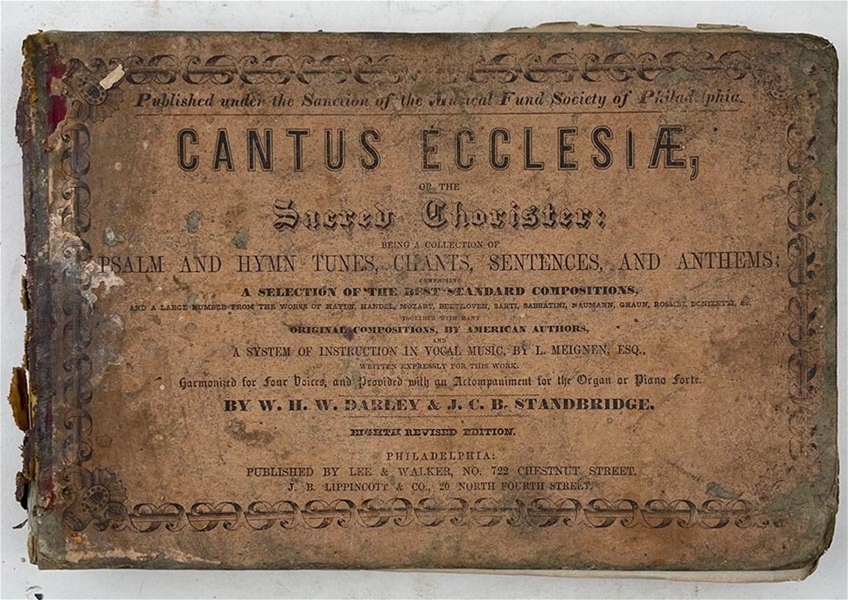 Published under the Sanction of the Musical Fund Society of Philadelphia.
CANTUS ECCLESIÆ,
OR THE
Sacred Chorister:
BEING A COLLECTION OF
PSALM AND HYMN TUNES, CHANTS, SENTENCES, AND ANTHEMS:
COMPRISING
A SELECTION OF THE BEST STANDARD COMPOSITIONS,
AND A LARGE NUMBER FROM THE WORKS OF HAYDN, HANDEL, MOZART, BEETHOVEN, SARTI, SABBATINI, NAUMANN, GRAUN, ROSSINI, DONIZETTI, &c.
TOGETHER WITH MANY
ORIGINAL COMPOSITIONS, BY AMERICAN AUTHORS,
AND
A SYSTEM OF INSTRUCTION IN VOCAL MUSIC, BY L. MEIGNEN, ESQ.,
WRITTEN EXPRESSLY FOR THIS WORK:
Harmonized for Four Voices, and Provided with an Accompaniment for the Organ or Piano Forte.
BY W. H. W. DARLEY & J. C. B. STANDBRIDGE.
EIGHTH REVISED EDITION.
PHILADELPHIA:
PUBLISHED BY LEE & WALKER, NO. 722 CHESTNUT STREET.
J. B. LIPPINCOTT & CO., 20 NORTH FOURTH STREET.